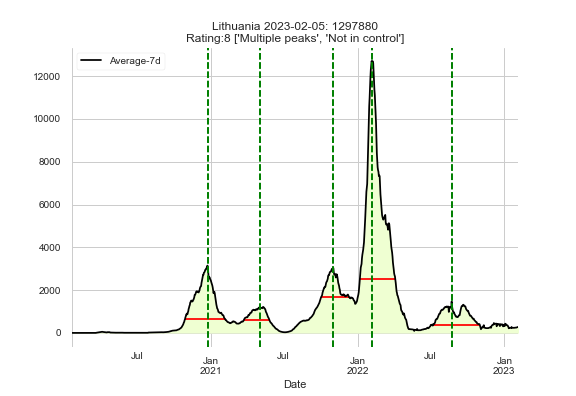 Lithuania 2023-02-05: 1297880
Rating:8 ['Multiple peaks', 'Not in control']
Average-7d
12000
10000
8000
6000
4000
2000
0
Jul
Jan
2021
Jul
Jan
2022
Jul
Jan
2023
Date